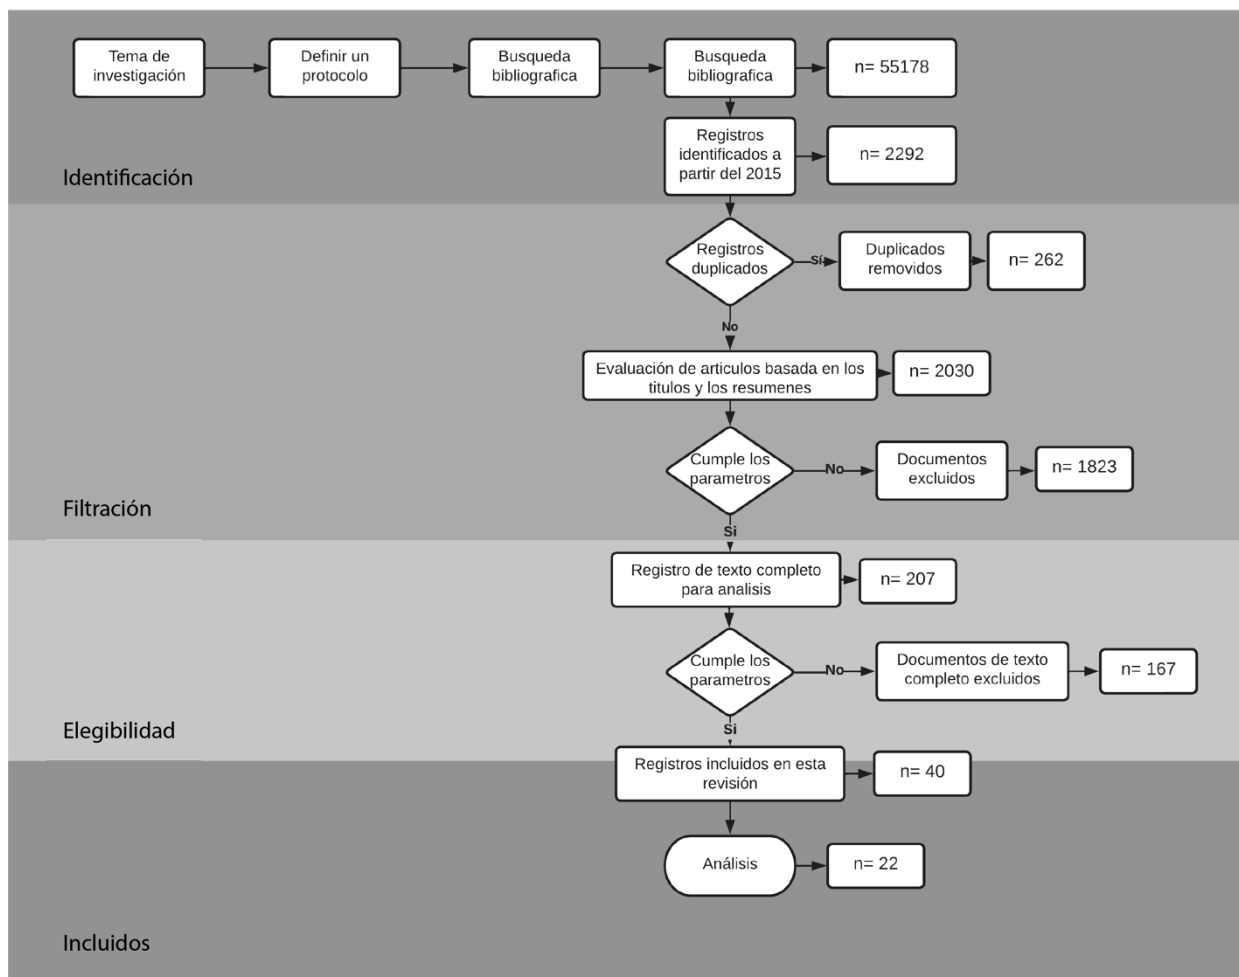 Tema de
investigación
Definir un
protocolo
Busqueda
bibliografica
Busqueda
bibliografica
n= 55178
Registros
identificados a
partir del 2015
n= 2292
Identificación
Registros
duplicados
Sí
Duplicados
removidos
n= 262
No
Evaluación de articulos basada en los
titulos y los resumenes
n= 2030
Cumple los
parametros
No
Documentos
excluidos
n= 1823
Filtración
Si
Registro de texto completo
para analisis
n= 207
Cumple los
parametros
No
Documentos de texto
completo excluidos
n= 167
Elegibilidad
Si
Registros incluidos en esta
revisión
n= 40
Análisis
n= 22
Incluidos